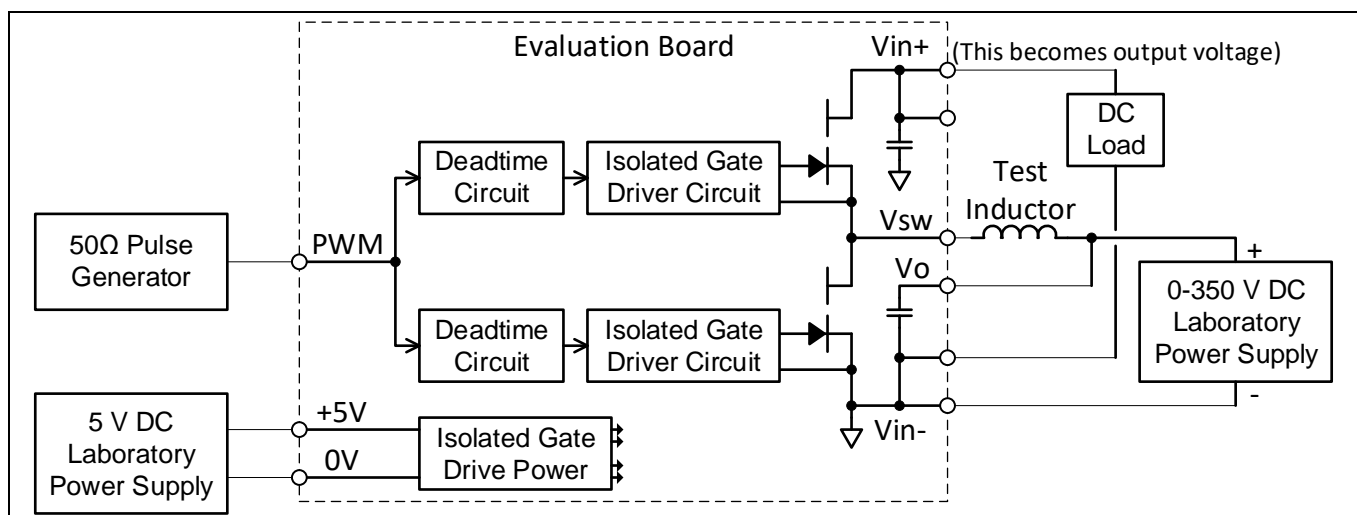 Evaluation Board
Vin+
(This becomes output voltage)
DC
Load
Deadtime
Circuit
Isolated Gate
Driver Circuit
Test
Inductor
50Ω Pulse
Generator
PWM
Vsw
Vo
+
0-350 V DC
Laboratory
Power Supply
-
Deadtime
Circuit
Isolated Gate
Driver Circuit
5 V DC
Laboratory
Power Supply
+5V
0V
Isolated Gate
Drive Power
Vin-